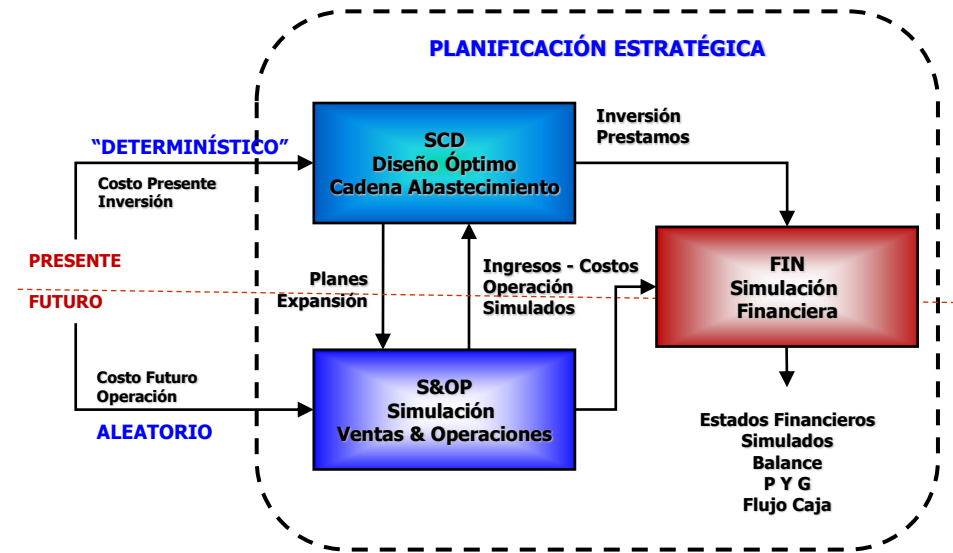 PLANIFICACIÓN ESTRATÉGICA
“DETERMINÍSTICO”
Costo Presente
Inversión
SCD
Diseño Óptimo
Cadena Abastecimiento
Inversión
Prestamos
PRESENTE
FUTURO
Planes
Expansión
Ingresos - Costos
Operación
Simulados
FIN
Simulación
Financiera
Costo Futuro
Operación
ALEATORIO
S&OP
Simulación
Ventas & Operaciones
Estados Financieros
Simulados
Balance
P Y G
Flujo Caja